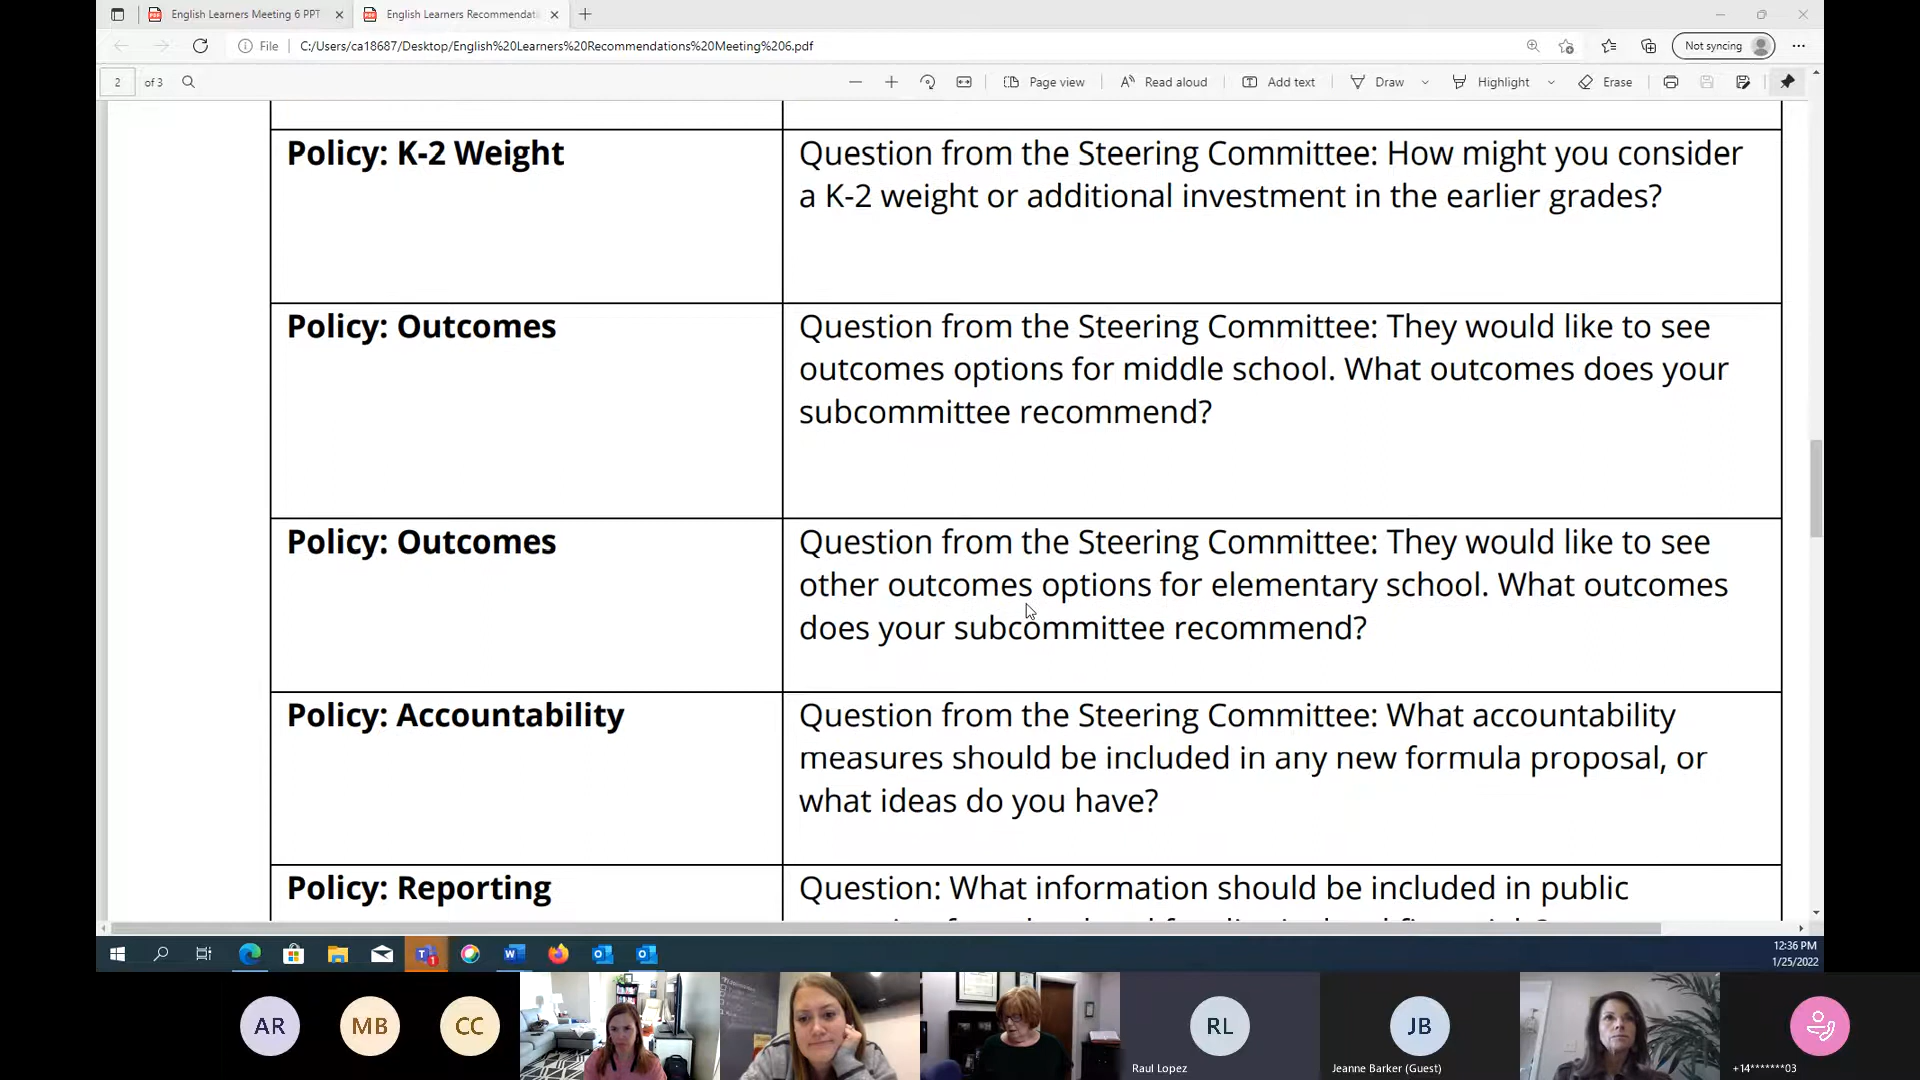 English Learners Meeting 6 PPT
English Learners Recommendati
File
C:/Users/ca18687/Desktop/English%20Learners%20Recommendations%20Meeting%206.pdf
Not syncing
2 of 3
Page view
Read aloud
Add text
Draw
Highlight
Erase
Policy: K-2 Weight
Question from the Steering Committee: How might you consider
a K-2 weight or additional investment in the earlier grades?
Policy: Outcomes
Question from the Steering Committee: They would like to see
outcomes options for middle school. What outcomes does your
subcommittee recommend?
Policy: Outcomes
Question from the Steering Committee: They would like to see
other outcomes options for elementary school. What outcomes
does your subcommittee recommend?
Policy: Accountability
Question from the Steering Committee: What accountability
measures should be included in any new formula proposal, or
what ideas do you have?
Policy: Reporting
Question: What information should be included in public
12:36 PM
1/25/2022
AR
MB
CC
RL
Raul Lopez
JB
Jeanne Barker (Guest)
+14*******03